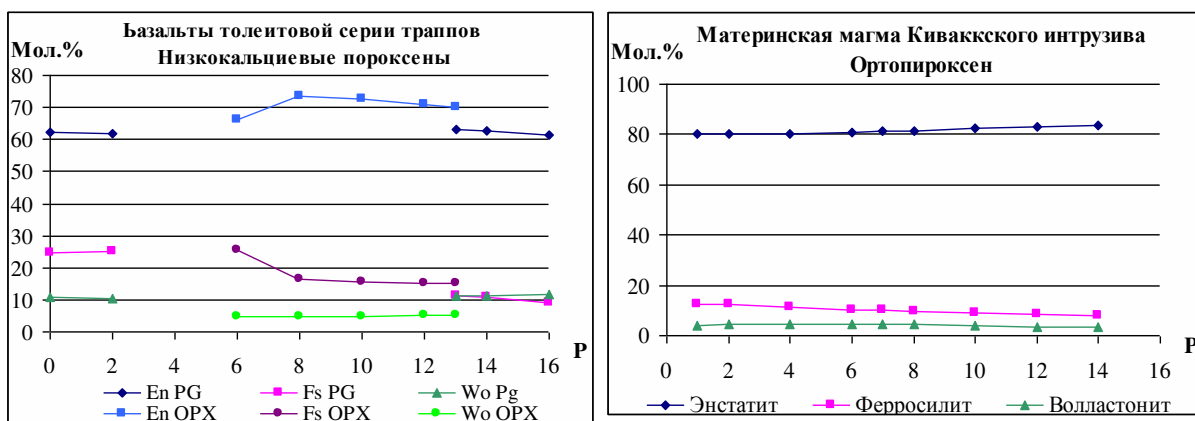 Ьазальты толеитовой серии траппов
Низкокальциевые пороксены
Мол.%
80
70
60
50
40
30
20
10
0
0 2 4 6 8 10 12 14 16
P
En PG Fs PG Wo Pg
En OPX Fs OPX Wo OPX
Материнская магма Киваккского интрузива
Ортопироксен
Мол.%
100
80
60
40
20
0
0 2 4 6 8 10 12 14 16
P
Энстатит Ферросилит Волластонит